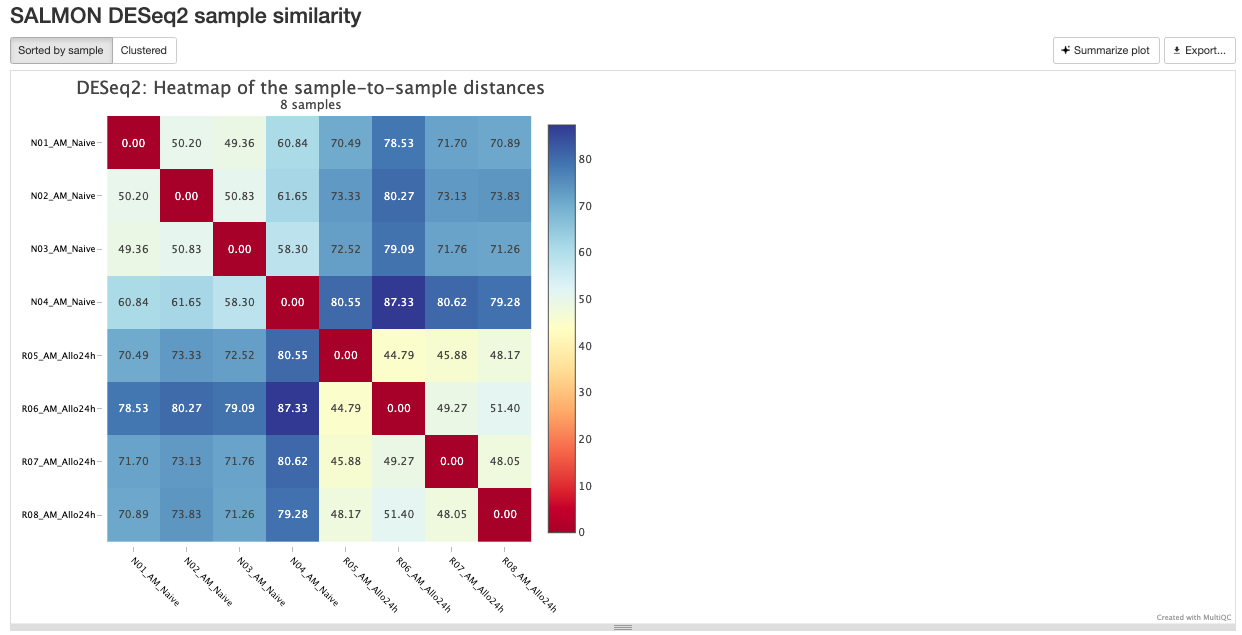 SALMON DESeq2 sample similarity
Sorted by sample Clustered Summarize plot Export...
DESeq2: Heatmap of the sample-to-sample distances
8 samples
N01_AM_Naive 0.00 50.20 49.36 60.84 70.49 78.53 71.70 70.89
80
N02_AM_Naive 50.20 0.00 50.83 61.65 73.33 80.27 73.13 73.83
70
N03_AM_Naive 49.36 50.83 0.00 58.30 72.52 79.09 71.76 71.26
60
N04_AM_Naive 60.84 61.65 58.30 0.00 80.55 87.33 80.62 79.28
50
40
R05_AM_Allo24h 70.49 73.33 72.52 80.55 0.00 44.79 45.88 48.17
30
R06_AM_Allo24h 78.53 80.27 79.09 87.33 44.79 0.00 49.27 51.40
20
R07_AM_Allo24h 71.70 73.13 71.76 80.62 45.88 49.27 0.00 48.05
10
R08_AM_Allo24h 70.89 73.83 71.26 79.28 48.17 51.40 48.05 0.00
0
N01_AM_Naive N02_AM_Naive N03_AM_Naive N04_AM_Naive R05_AM_Allo24h R06_AM_Allo24h R07_AM_Allo24h R08_AM_Allo24h
Created with MultiQC